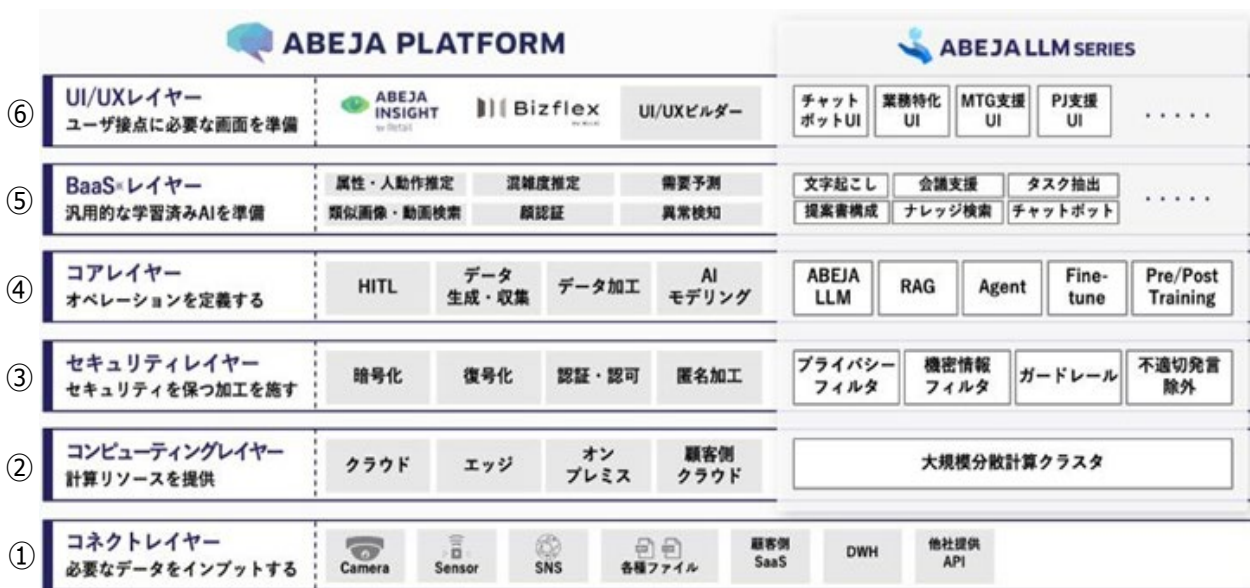 ABEJA PLATFORM
ABEJA LLM SERIES
⑥
UI/UXレイヤー
ユーザ接点に必要な画面を準備
ABEJA
INSIGHT
for Retail
Bizflex
UI/UXビルダー
チャット
ボットUI
業務特化
UI
MTG支援
UI
PJ支援
UI
・・・・・
⑤
BaaS※レイヤー
汎用的な学習済みAIを準備
属性・人動作推定
混雑度推定
需要予測
類似画像・動画検索
顔認証
異常検知
文字起こし
会議支援
タスク抽出
提案書構成
ナレッジ検索
チャットボット
・・・・・
④
コアレイヤー
オペレーションを定義する
HITL
データ
生成・収集
データ加工
AI
モデリング
ABEJA
LLM
RAG
Agent
Fine-
tune
Pre/Post
Training
③
セキュリティレイヤー
セキュリティを保つ加工を施す
暗号化
復号化
認証・認可
匿名加工
プライバシー
フィルタ
機密情報
フィルタ
ガードレール
不適切発言
除外
②
コンピューティングレイヤー
計算リソースを提供
クラウド
エッジ
オン
プレミス
顧客側
クラウド
大規模分散計算クラスタ
①
コネクトレイヤー
必要なデータをインプットする
Camera
Sensor
SNS
各種ファイル
顧客側
SaaS
DWH
他社提供
API